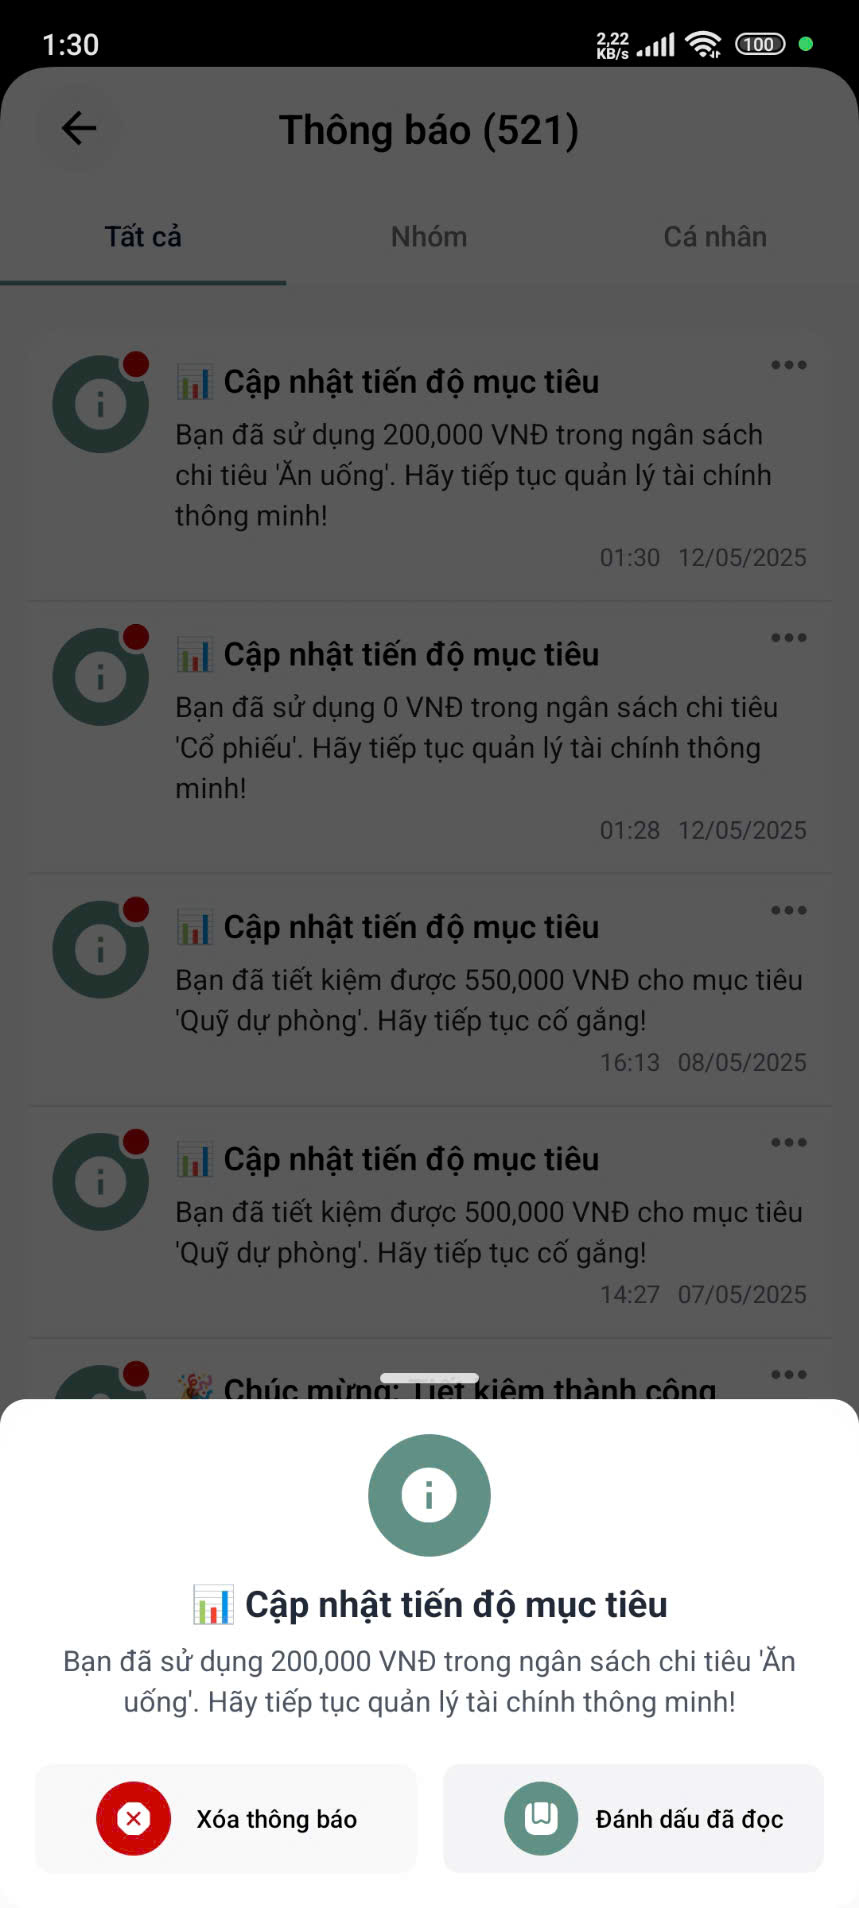 1:30
2,22
KB/s
100
Thông báo (521)
Tất cả
Nhóm
Cá nhân
Cập nhật tiến độ mục tiêu
Bạn đã sử dụng 200,000 VNĐ trong ngân sách
chi tiêu 'Ăn uống'. Hãy tiếp tục quản lý tài chính
thông minh!
01:30 12/05/2025
Cập nhật tiến độ mục tiêu
Bạn đã sử dụng 0 VNĐ trong ngân sách chi tiêu
'Cổ phiếu'. Hãy tiếp tục quản lý tài chính thông
minh!
01:28 12/05/2025
Cập nhật tiến độ mục tiêu
Bạn đã tiết kiệm được 550,000 VNĐ cho mục tiêu
'Quỹ dự phòng'. Hãy tiếp tục cố gắng!
16:13 08/05/2025
Cập nhật tiến độ mục tiêu
Bạn đã tiết kiệm được 500,000 VNĐ cho mục tiêu
'Quỹ dự phòng'. Hãy tiếp tục cố gắng!
14:27 07/05/2025
Chúc mừng: Tiết kiệm thành công
Cập nhật tiến độ mục tiêu
Bạn đã sử dụng 200,000 VNĐ trong ngân sách chi tiêu 'Ăn
uống'. Hãy tiếp tục quản lý tài chính thông minh!
Xóa thông báo
Đánh dấu đã đọc